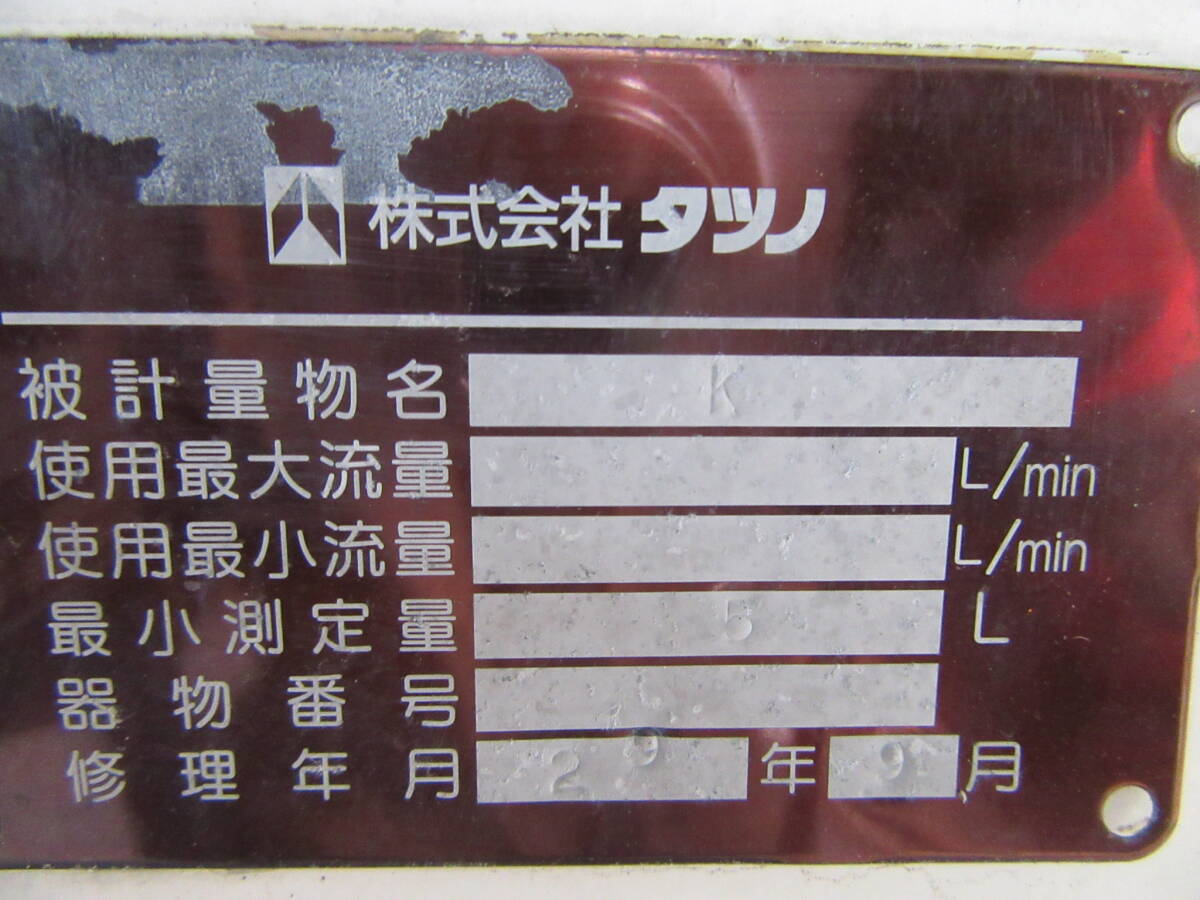 株式会社 タツノ
被計量物名 K
使用最大流量 L/min
使用最小流量 L/min
最小測定量 5 L
器物番号
修理年月 29年 9月